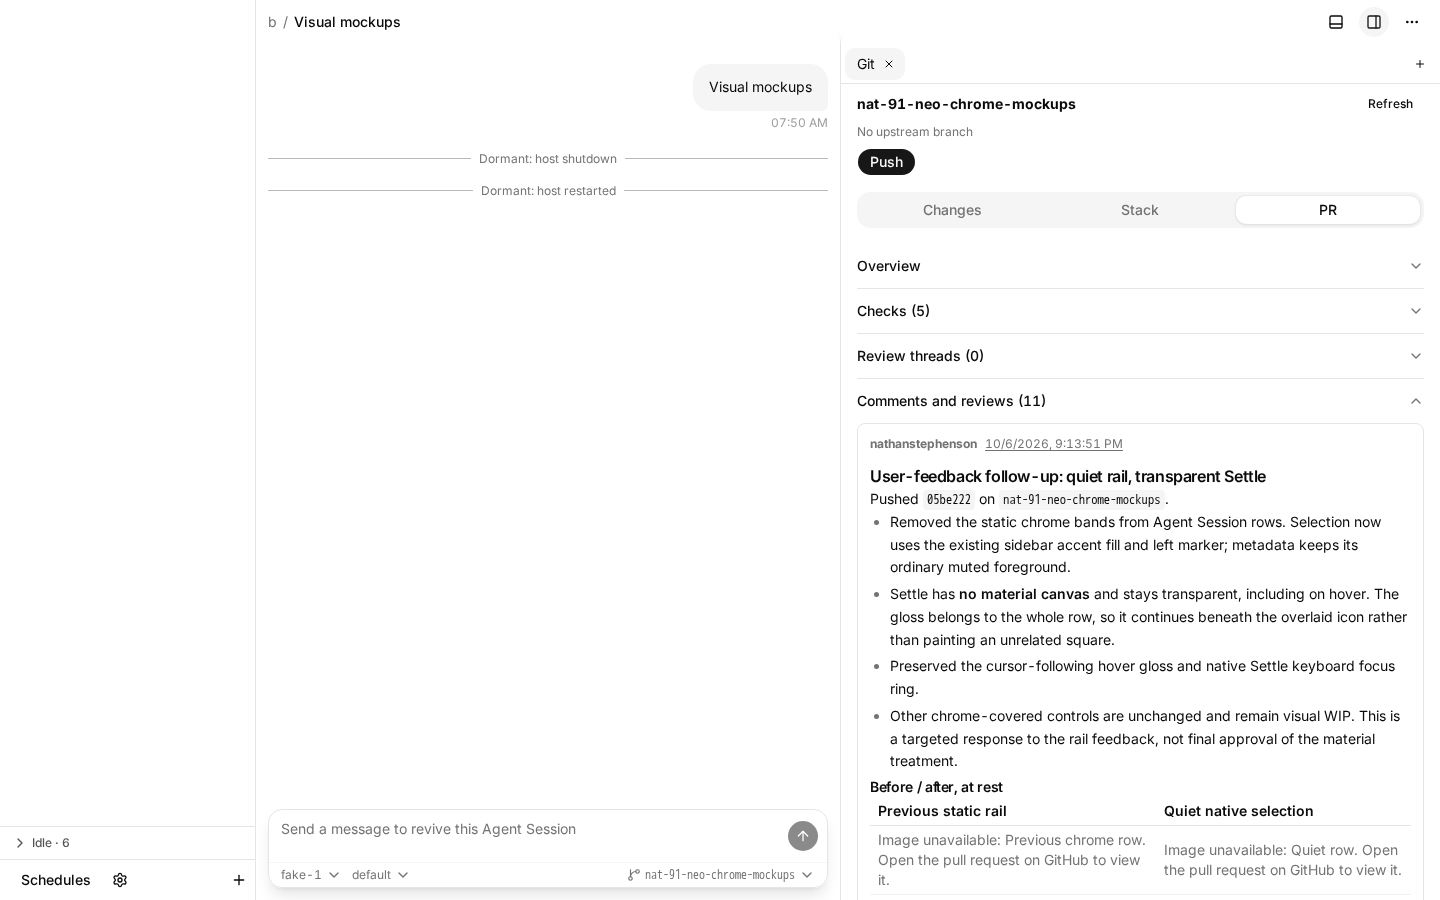 b / Visual mockups
Git
nat-91-neo-chrome-mockups
Refresh
No upstream branch
Push
Changes
Stack
PR
Overview
Checks (5)
Review threads (0)
Comments and reviews (11)
nathanstephenson 10/6/2026, 9:13:51 PM
User-feedback follow-up: quiet rail, transparent Settle
Pushed 05be222 on nat-91-neo-chrome-mockups.
Removed the static chrome bands from Agent Session rows. Selection now
uses the existing sidebar accent fill and left marker; metadata keeps its
ordinary muted foreground.
Settle has no material canvas and stays transparent, including on hover. The
gloss belongs to the whole row, so it continues beneath the overlaid icon rather
than painting an unrelated square.
Preserved the cursor-following hover gloss and native Settle keyboard focus
ring.
Other chrome-covered controls are unchanged and remain visual WIP. This is
a targeted response to the rail feedback, not final approval of the material
treatment.
Before / after, at rest
Previous static rail
Quiet native selection
Image unavailable: Previous chrome row.
Open the pull request on GitHub to view
it.
Image unavailable: Quiet row. Open
the pull request on GitHub to view it.
Visual mockups
07:50 AM
Dormant: host shutdown
Dormant: host restarted
Send a message to revive this Agent Session
fake-1
default
nat-91-neo-chrome-mockups
Idle · 6
Schedules